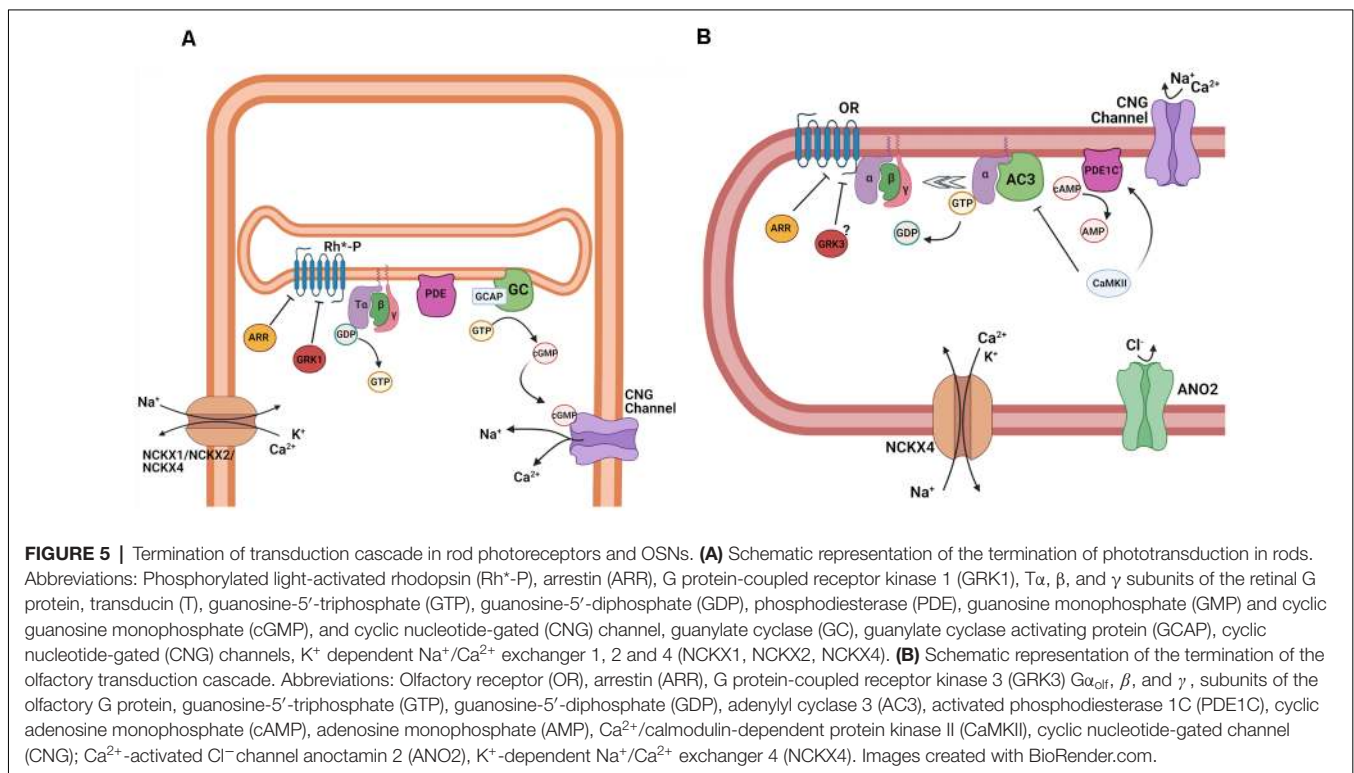 A
Rh*-P
Tα
β
γ
PDE
GCAP
GC
ARR
GRK1
GDP
GTP
GTP
cGMP
cGMP
CNG
Channel
Na⁺
Ca²⁺
Na⁺
K⁺
Ca²⁺
NCKX1/NCKX2/
NCKX4
B
OR
CNG
Channel
Na⁺
Ca²⁺
α
β
γ
α
AC3
GTP
GDP
cAMP
PDE1C
AMP
ARR
GRK3
?
CaMKII
Ca²⁺
K⁺
NCKX4
Na⁺
Cl⁻
ANO2
FIGURE 5 | Termination of transduction cascade in rod photoreceptors and OSNs. (A) Schematic representation of the termination of phototransduction in rods.
Abbreviations: Phosphorylated light-activated rhodopsin (Rh*-P), arrestin (ARR), G protein-coupled receptor kinase 1 (GRK1), Tα, β, and γ subunits of the retinal G
protein, transducin (T), guanosine-5′-triphosphate (GTP), guanosine-5′-diphosphate (GDP), phosphodiesterase (PDE), guanosine monophosphate (GMP) and cyclic
guanosine monophosphate (cGMP), and cyclic nucleotide-gated (CNG) channel, guanylate cyclase (GC), guanylate cyclase activating protein (GCAP), cyclic
nucleotide-gated (CNG) channels, K⁺ dependent Na⁺/Ca²⁺ exchanger 1, 2 and 4 (NCKX1, NCKX2, NCKX4). (B) Schematic representation of the termination of the
olfactory transduction cascade. Abbreviations: Olfactory receptor (OR), arrestin (ARR), G protein-coupled receptor kinase 3 (GRK3) Gαolf, β, and γ, subunits of the
olfactory G protein, guanosine-5′-triphosphate (GTP), guanosine-5′-diphosphate (GDP), adenylyl cyclase 3 (AC3), activated phosphodiesterase 1C (PDE1C), cyclic
adenosine monophosphate (cAMP), adenosine monophosphate (AMP), Ca²⁺/calmodulin-dependent protein kinase II (CaMKII), cyclic nucleotide-gated channel
(CNG); Ca²⁺-activated Cl⁻channel anoctamin 2 (ANO2), K⁺-dependent Na⁺/Ca²⁺ exchanger 4 (NCKX4). Images created with BioRender.com.